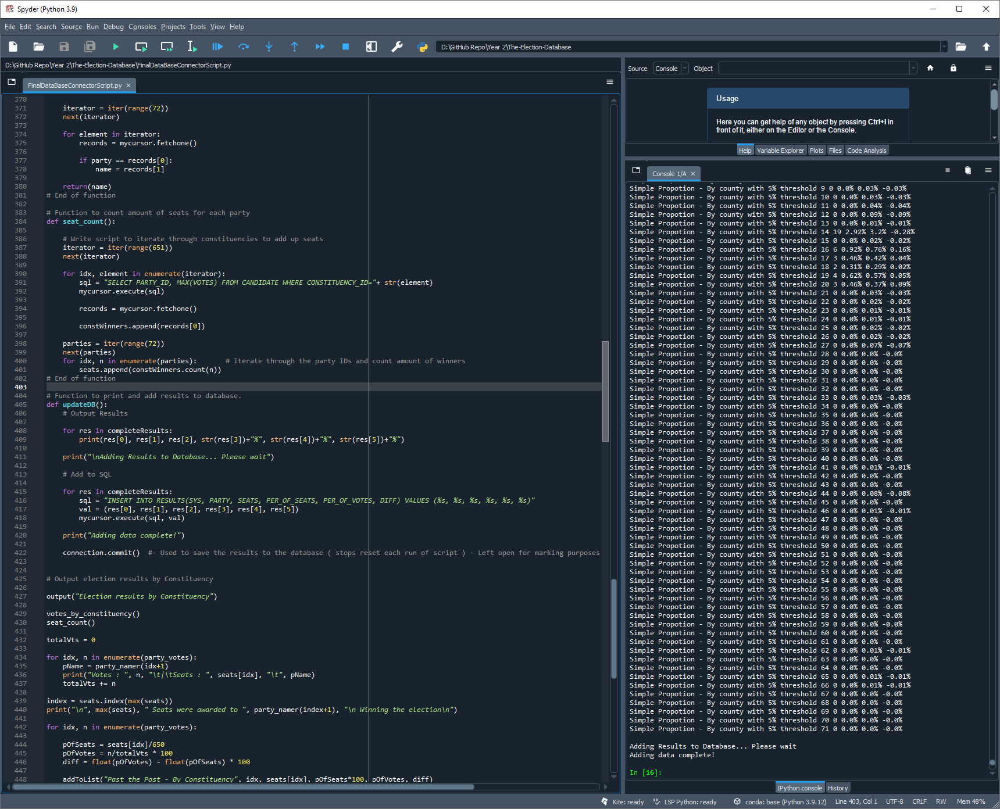 Spyder (Python 3.9)
File Edit Search Source Run Debug Consoles Projects Tools View Help
D:\GitHub Repo\Year 2\The-Election-Database
D:\GitHub Repo\Year 2\The-Election-Database\FinalDataBaseConnectorScript.py
FinalDataBaseConnectorScript.py
370
371     iterator = iter(range(72))
372     next(iterator)
373
374     for element in iterator:
375         records = mycursor.fetchone()
376
377         if party == records[0]:
378             name = records[1]
379
380     return(name)
381 # End of function
382
383 # Function to count amount of seats for each party
384 def seat_count():
385
386     # Write script to iterate through constituencies to add up seats
387     iterator = iter(range(651))
388     next(iterator)
389
390     for idx, element in enumerate(iterator):
391         sql = "SELECT PARTY_ID, MAX(VOTES) FROM CANDIDATE WHERE CONSTITUENCY_ID="+ str(element)
392         mycursor.execute(sql)
393
394         records = mycursor.fetchone()
395
396         constWinners.append(records[0])
397
398     parties = iter(range(72))
399     next(parties)
400     for idx, n in enumerate(parties):       # Iterate through the party IDs and count amount of winners
401         seats.append(constWinners.count(n))
402 # End of function
403
404 # Function to print and add results to database.
405 def updateDB():
406     # Output Results
407
408     for res in completeResults:
409         print(res[0], res[1], res[2], str(res[3])+"%", str(res[4])+"%", str(res[5])+"%")
410
411     print("\nAdding Results to Database... Please wait")
412
413     # Add to SQL
414
415     for res in completeResults:
416         sql = "INSERT INTO RESULTS(SYS, PARTY, SEATS, PER_OF_SEATS, PER_OF_VOTES, DIFF) VALUES (%s, %s, %s, %s, %s, %s)"
417         val = (res[0], res[1], res[2], res[3], res[4], res[5])
418         mycursor.execute(sql, val)
419
420     print("Adding data complete!")
421
422     connection.commit()  #- Used to save the results to the database ( stops reset each run of script ) - Left open for marking purposes
423
424
425 # Output election results by Constituency
426
427 output("Election results by Constituency")
428
429 votes_by_constituency()
430 seat_count()
431
432 totalVts = 0
433
434 for idx, n in enumerate(party_votes):
435     pName = party_namer(idx+1)
436     print("Votes : ", n, "\t|\tSeats : ", seats[idx], "\t", pName)
437     totalVts += n
438
439 index = seats.index(max(seats))
440 print("\n", max(seats), " Seats were awarded to ", party_namer(index+1), "\n Winning the election\n")
441
442 for idx, n in enumerate(party_votes):
443
444     pOfSeats = seats[idx]/650
445     pOfVotes = n/totalVts * 100
446     diff = float(pOfVotes) - float(pOfSeats) * 100
447
448     addToList("Past the Post - By Constituency", idx, seats[idx], pOfSeats*100, pOfVotes, diff)
Source Console Object
Usage
Here you can get help of any object by pressing Ctrl+I in
front of it, either on the Editor or the Console.
Help Variable Explorer Plots Files Code Analysis
Console 1/A
Simple Propotion - By county with 5% threshold 9 0 0.0% 0.03% -0.03%
Simple Propotion - By county with 5% threshold 10 0 0.0% 0.03% -0.03%
Simple Propotion - By county with 5% threshold 11 0 0.0% 0.04% -0.04%
Simple Propotion - By county with 5% threshold 12 0 0.0% 0.09% -0.09%
Simple Propotion - By county with 5% threshold 13 0 0.0% 0.01% -0.01%
Simple Propotion - By county with 5% threshold 14 19 2.92% 3.2% -0.28%
Simple Propotion - By county with 5% threshold 15 0 0.0% 0.02% -0.02%
Simple Propotion - By county with 5% threshold 16 6 0.92% 0.76% 0.16%
Simple Propotion - By county with 5% threshold 17 3 0.46% 0.42% 0.04%
Simple Propotion - By county with 5% threshold 18 2 0.31% 0.29% 0.02%
Simple Propotion - By county with 5% threshold 19 4 0.62% 0.57% 0.05%
Simple Propotion - By county with 5% threshold 20 3 0.46% 0.37% 0.09%
Simple Propotion - By county with 5% threshold 21 0 0.0% 0.03% -0.03%
Simple Propotion - By county with 5% threshold 22 0 0.0% 0.02% -0.02%
Simple Propotion - By county with 5% threshold 23 0 0.0% 0.01% -0.01%
Simple Propotion - By county with 5% threshold 24 0 0.0% 0.01% -0.01%
Simple Propotion - By county with 5% threshold 25 0 0.0% 0.02% -0.02%
Simple Propotion - By county with 5% threshold 26 0 0.0% 0.02% -0.02%
Simple Propotion - By county with 5% threshold 27 0 0.0% 0.07% -0.07%
Simple Propotion - By county with 5% threshold 28 0 0.0% 0.0% -0.0%
Simple Propotion - By county with 5% threshold 29 0 0.0% 0.0% -0.0%
Simple Propotion - By county with 5% threshold 30 0 0.0% 0.0% -0.0%
Simple Propotion - By county with 5% threshold 31 0 0.0% 0.0% -0.0%
Simple Propotion - By county with 5% threshold 32 0 0.0% 0.0% -0.0%
Simple Propotion - By county with 5% threshold 33 0 0.0% 0.03% -0.03%
Simple Propotion - By county with 5% threshold 34 0 0.0% 0.0% -0.0%
Simple Propotion - By county with 5% threshold 35 0 0.0% 0.0% -0.0%
Simple Propotion - By county with 5% threshold 36 0 0.0% 0.0% -0.0%
Simple Propotion - By county with 5% threshold 37 0 0.0% 0.0% -0.0%
Simple Propotion - By county with 5% threshold 38 0 0.0% 0.0% -0.0%
Simple Propotion - By county with 5% threshold 39 0 0.0% 0.0% -0.0%
Simple Propotion - By county with 5% threshold 40 0 0.0% 0.0% -0.0%
Simple Propotion - By county with 5% threshold 41 0 0.0% 0.01% -0.01%
Simple Propotion - By county with 5% threshold 42 0 0.0% 0.0% -0.0%
Simple Propotion - By county with 5% threshold 43 0 0.0% 0.0% -0.0%
Simple Propotion - By county with 5% threshold 44 0 0.0% 0.08% -0.08%
Simple Propotion - By county with 5% threshold 45 0 0.0% 0.0% -0.0%
Simple Propotion - By county with 5% threshold 46 0 0.0% 0.01% -0.01%
Simple Propotion - By county with 5% threshold 47 0 0.0% 0.0% -0.0%
Simple Propotion - By county with 5% threshold 48 0 0.0% 0.0% -0.0%
Simple Propotion - By county with 5% threshold 49 0 0.0% 0.0% -0.0%
Simple Propotion - By county with 5% threshold 50 0 0.0% 0.0% -0.0%
Simple Propotion - By county with 5% threshold 51 0 0.0% 0.0% -0.0%
Simple Propotion - By county with 5% threshold 52 0 0.0% 0.0% -0.0%
Simple Propotion - By county with 5% threshold 53 0 0.0% 0.0% -0.0%
Simple Propotion - By county with 5% threshold 54 0 0.0% 0.0% -0.0%
Simple Propotion - By county with 5% threshold 55 0 0.0% 0.0% -0.0%
Simple Propotion - By county with 5% threshold 56 0 0.0% 0.0% -0.0%
Simple Propotion - By county with 5% threshold 57 0 0.0% 0.0% -0.0%
Simple Propotion - By county with 5% threshold 58 0 0.0% 0.0% -0.0%
Simple Propotion - By county with 5% threshold 59 0 0.0% 0.0% -0.0%
Simple Propotion - By county with 5% threshold 60 0 0.0% 0.0% -0.0%
Simple Propotion - By county with 5% threshold 61 0 0.0% 0.0% -0.0%
Simple Propotion - By county with 5% threshold 62 0 0.0% 0.01% -0.01%
Simple Propotion - By county with 5% threshold 63 0 0.0% 0.0% -0.0%
Simple Propotion - By county with 5% threshold 64 0 0.0% 0.0% -0.0%
Simple Propotion - By county with 5% threshold 65 0 0.0% 0.01% -0.01%
Simple Propotion - By county with 5% threshold 66 0 0.0% 0.01% -0.01%
Simple Propotion - By county with 5% threshold 67 0 0.0% 0.0% -0.0%
Simple Propotion - By county with 5% threshold 68 0 0.0% 0.0% -0.0%
Simple Propotion - By county with 5% threshold 69 0 0.0% 0.0% -0.0%
Simple Propotion - By county with 5% threshold 70 0 0.0% 0.0% -0.0%
Simple Propotion - By county with 5% threshold 71 0 0.0% 0.0% -0.0%
Adding Results to Database... Please wait
Adding data complete!
In [16]:
IPython console History
Kite: ready LSP Python: ready conda: base (Python 3.9.12) Line 403, Col 1 UTF-8 CRLF RW Mem 48%